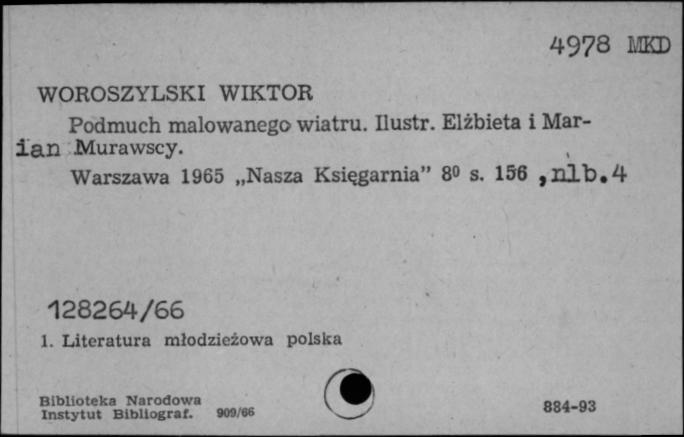 4978 MKD
WOROSZYLSKI WIKTOR
Podmuch malowanego wiatru. Ilustr. Elżbieta i Mar-
ian Murawscy.
Warszawa 1965 „Nasza Księgarnia” 8⁰ s. 156 ,nlb.4
128264/66
1. Literatura młodzieżowa polska
Biblioteka Narodowa
Instytut Bibliograf. 909/66
884-93